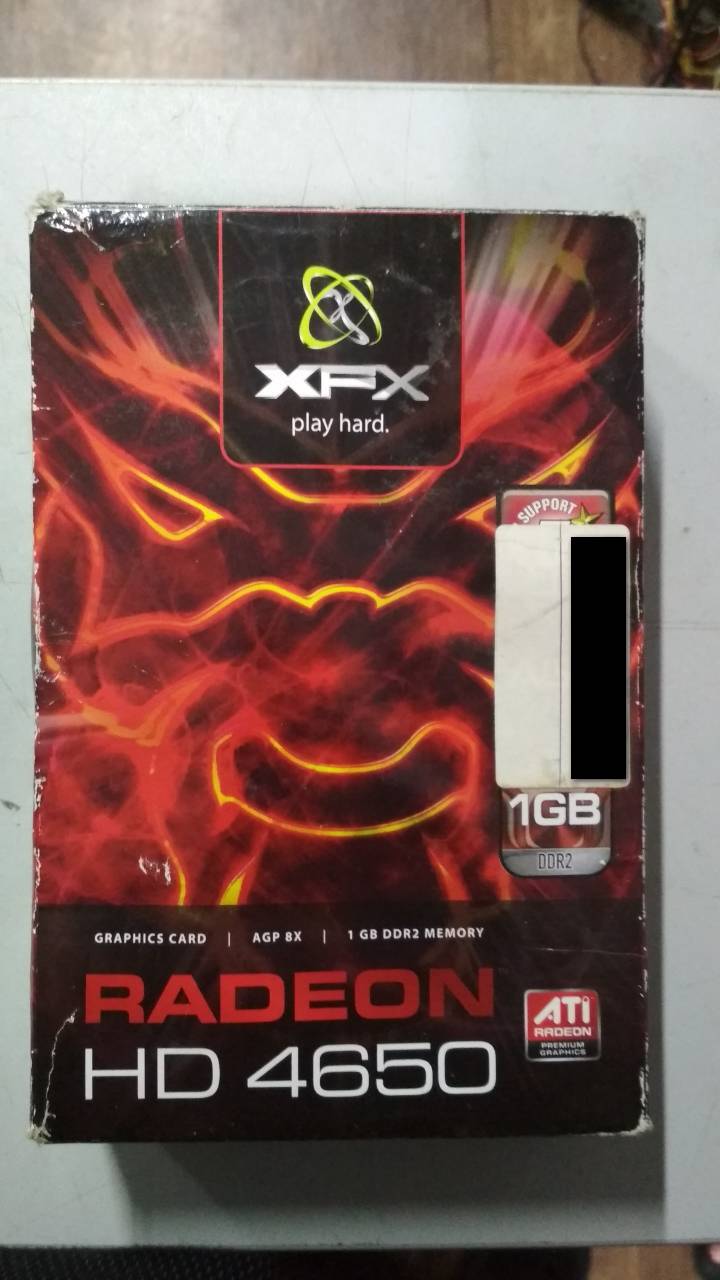 XFX
play hard.
SUPPORT
1GB
DDR2
GRAPHICS CARD | AGP 8X | 1 GB DDR2 MEMORY
RADEON
HD 4650
ATI
RADEON
PREMIUM
GRAPHICS